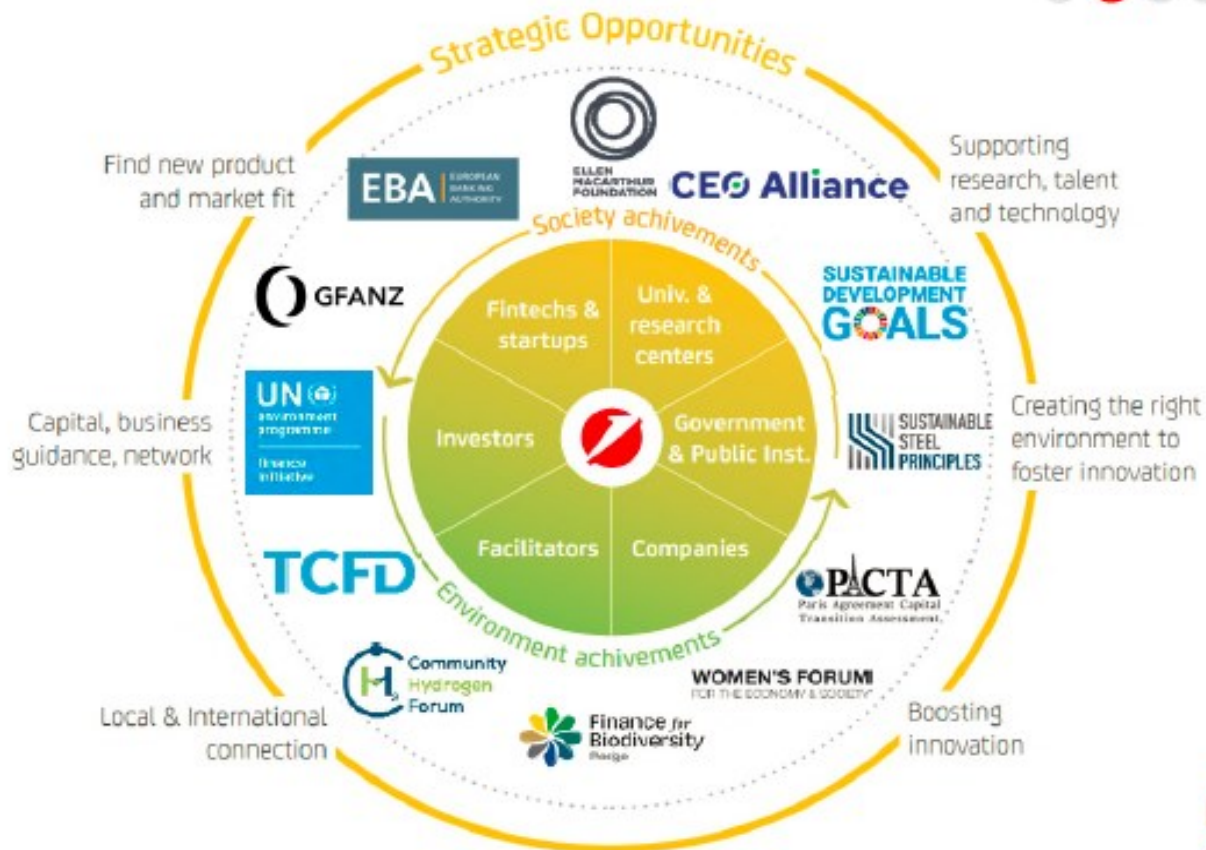 Strategic Opportunities
Find new product
and market fit
EBA
EUROPEAN
BANKING
AUTHORITY
ELLEN
MACARTHUR
FOUNDATION
CEO Alliance
Supporting
research, talent
and technology
Society achivements
GFANZ
SUSTAINABLE
DEVELOPMENT
GOALS
Fintechs &
startups
Univ. &
research
centers
Capital, business
guidance, network
UN
environment
programme
finance
initiative
Investors
Government
& Public Inst.
SUSTAINABLE
STEEL
PRINCIPLES
Creating the right
environment to
foster innovation
TCFD
Facilitators
Companies
PACTA
Paris Agreement Capital
Transition Assessment
Environment achivements
Community
Hydrogen
Forum
H2
WOMEN'S FORUM
FOR THE ECONOMY & SOCIETY
Finance for
Biodiversity
Pledge
Local & International
connection
Boosting
innovation